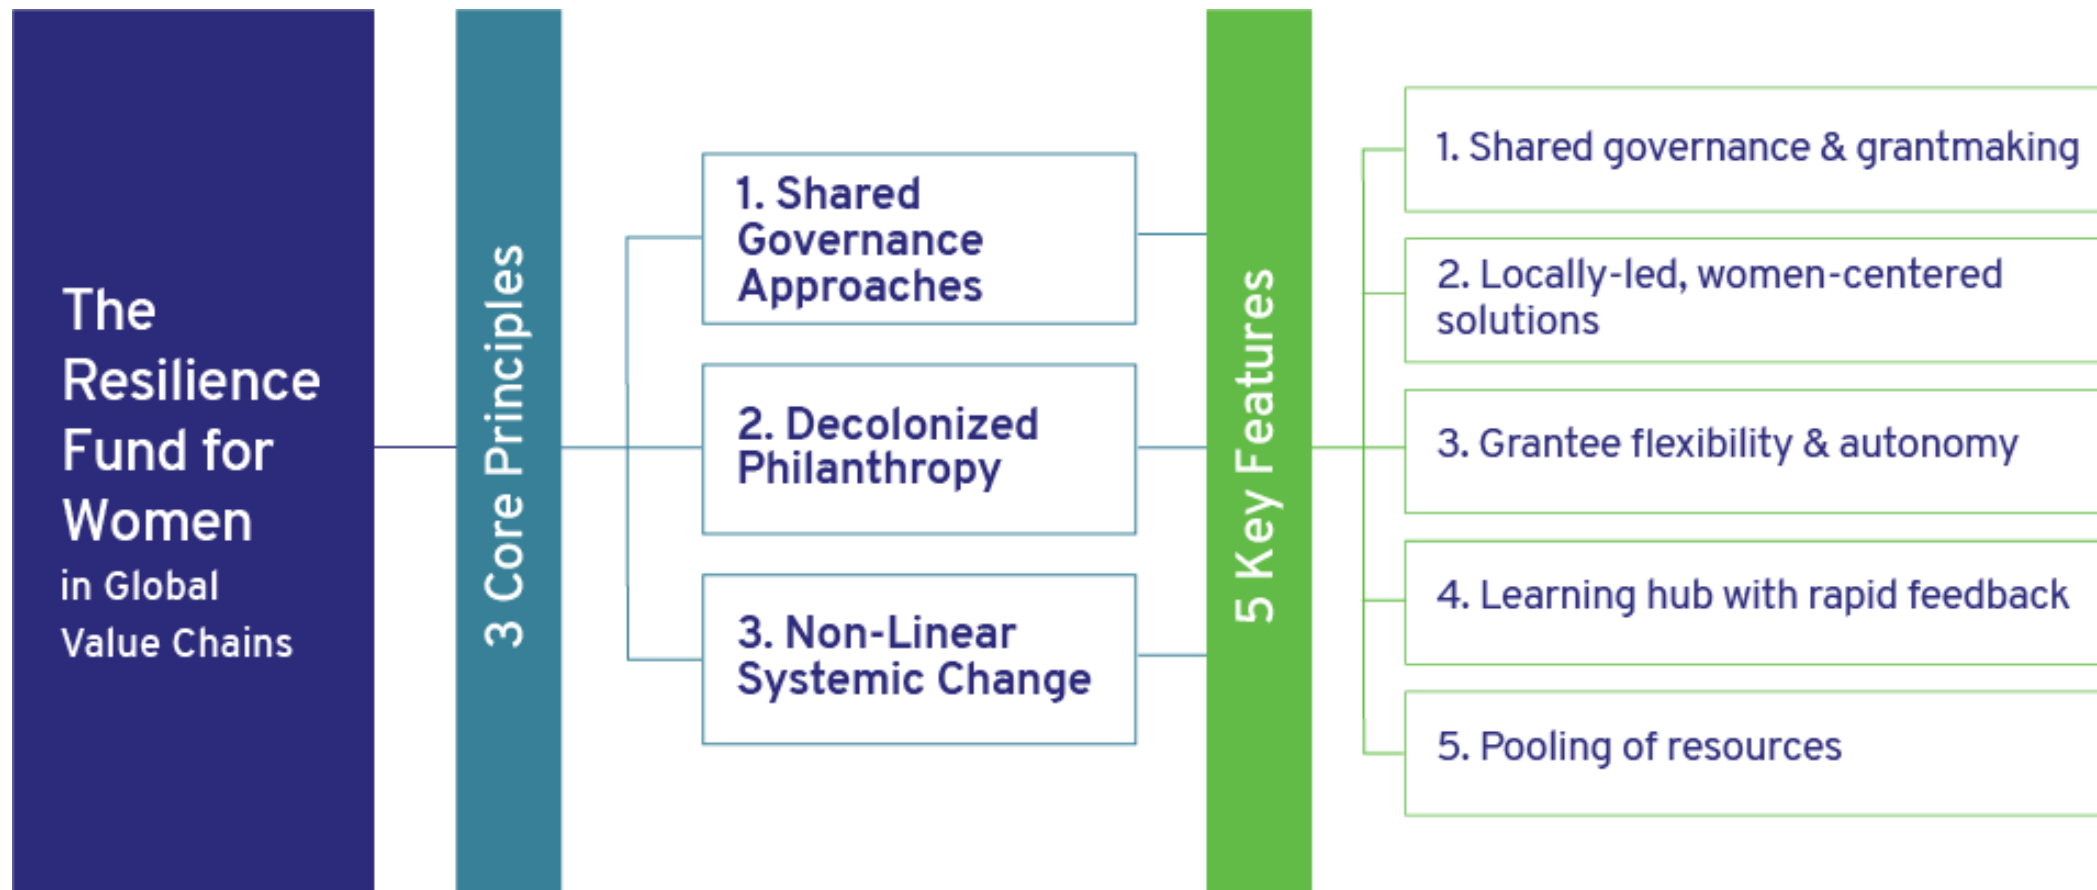 The
Resilience
Fund for
Women
in Global
Value Chains
3 Core Principles
1. Shared
Governance
Approaches
2. Decolonized
Philanthropy
3. Non-Linear
Systemic Change
5 Key Features
1. Shared governance & grantmaking
2. Locally-led, women-centered
solutions
3. Grantee flexibility & autonomy
4. Learning hub with rapid feedback
5. Pooling of resources